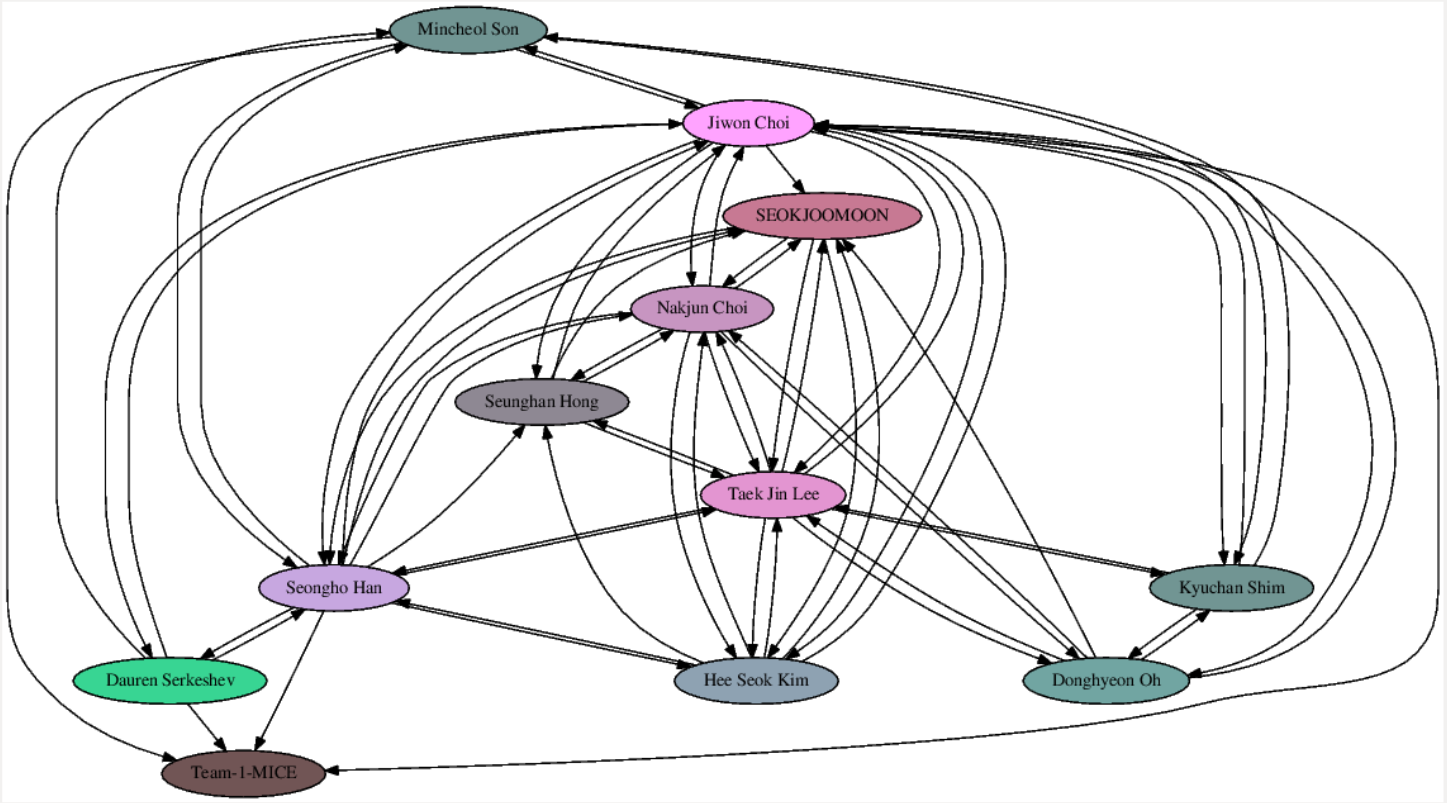 Mincheol Son
Jiwon Choi
SEOKJOOMOON
Nakjun Choi
Seunghan Hong
Taek Jin Lee
Seongho Han
Kyuchan Shim
Dauren Serkeshev
Hee Seok Kim
Donghyeon Oh
Team-1-MICE